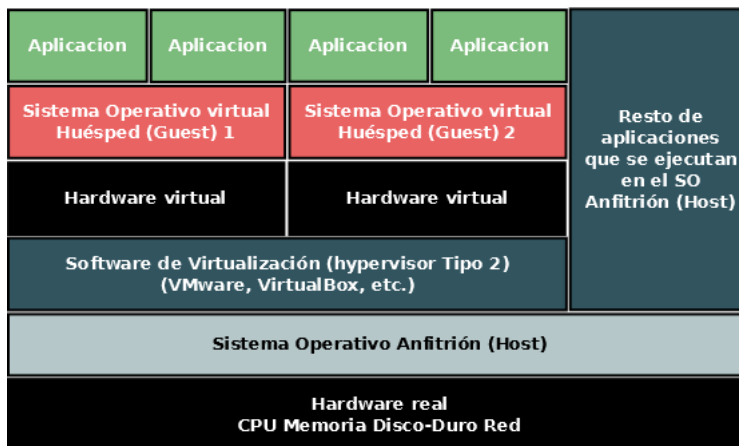 Aplicacion
Aplicacion
Aplicacion
Aplicacion
Sistema Operativo virtual
Huésped (Guest) 1
Sistema Operativo virtual
Huésped (Guest) 2
Resto de
aplicaciones
que se ejecutan
en el SO
Anfitrión (Host)
Hardware virtual
Hardware virtual
Software de Virtualización (hypervisor Tipo 2)
(VMware, VirtualBox, etc.)
Sistema Operativo Anfitrión (Host)
Hardware real
CPU Memoria Disco-Duro Red